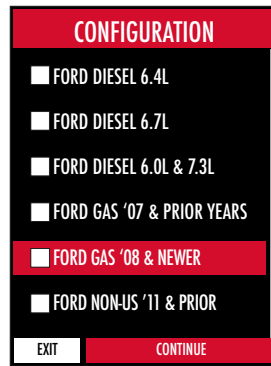 CONFIGURATION
FORD DIESEL 6.4L
FORD DIESEL 6.7L
FORD DIESEL 6.0L & 7.3L
FORD GAS ‘07 & PRIOR YEARS
FORD GAS ‘08 & NEWER
FORD NON-US ’11 & PRIOR
EXIT CONTINUE